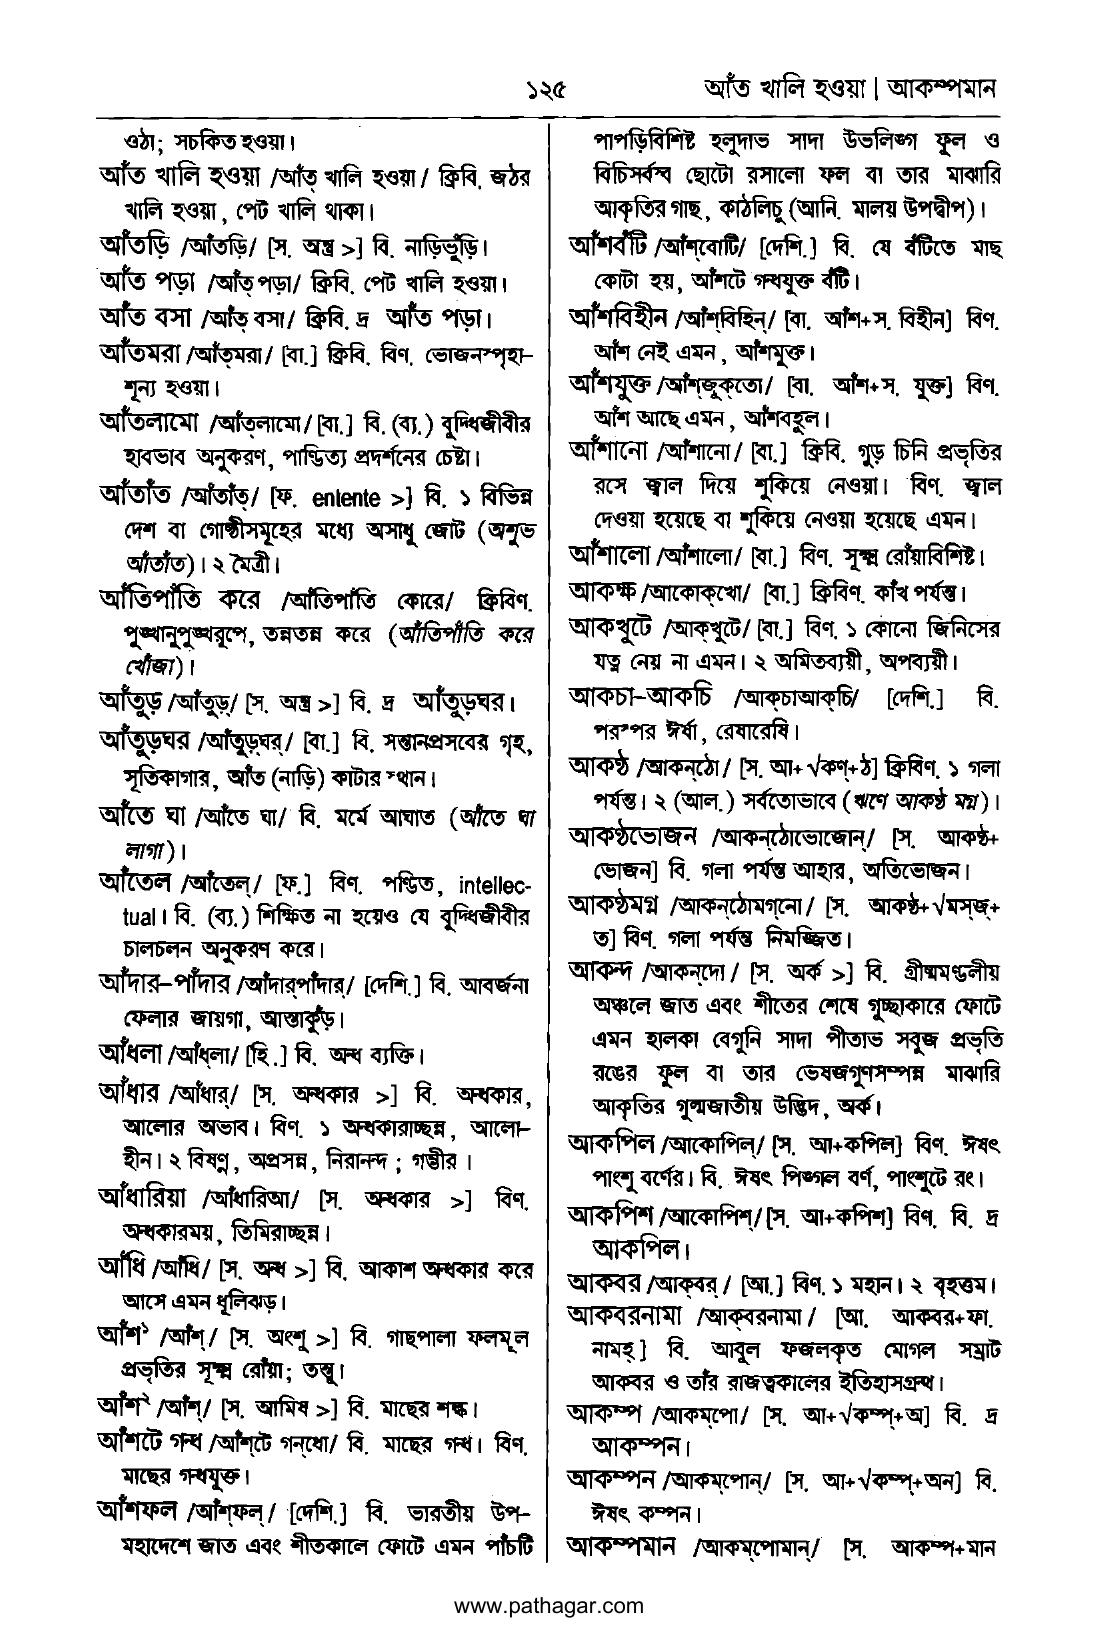 ১২৫
আঁত খালি হওয়া | আকম্পমান
ওঠা; সচকিত হওয়া।
আঁত খালি হওয়া /আঁত্ খালি হওয়া/ ক্রিবি. জঠর
খালি হওয়া, পেট খালি থাকা।
আঁতড়ি /আঁতড়ি/ [স. অন্ত্র >] বি. নাড়িভুঁড়ি।
আঁত পড়া /আঁত্ পড়া/ ক্রিবি. পেট খালি হওয়া।
আঁত বসা /আঁত্ বসা/ ক্রিবি. দ্র আঁত পড়া।
আঁতমরা /আঁত্‌মরা/ [বা.] ক্রিবি. বিণ. ভোজনস্পৃহা-
শূন্য হওয়া।
আঁতলামো /আঁত্‌লামো/ [বা.] বি. (ব্য.) বুদ্ধিজীবীর
হাবভাব অনুকরণ, পান্ডিত্য প্রদর্শনের চেষ্টা।
আঁতাঁত /আঁতাঁত্/ [ফ. entente >] বি. ১ বিভিন্ন
দেশ বা গোষ্ঠীসমূহের মধ্যে অসাধু জোট (অশুভ
আঁতাঁত)। ২ মৈত্রী।
আঁতিপাঁতি করে /আঁতিপাঁতি কোরে/ ক্রিবিণ.
পুঙ্খানুপুঙ্খরূপে, তন্নতন্ন করে (আঁতিপাঁতি করে
খোঁজা)।
আঁতুড় /আঁতুড়্/ [স. অন্ত্র >] বি. দ্র আঁতুড়ঘর।
আঁতুড়ঘর /আঁতুড়্‌ঘর্/ [বা.] বি. সন্তানপ্রসবের গৃহ,
সূতিকাগার, আঁত (নাড়ি) কাটার স্থান।
আঁতে ঘা /আঁতে ঘা/ বি. মর্মে আঘাত (আঁতে ঘা
লাগা)।
আঁতেল /আঁতেল্/ [ফ.] বিণ. পণ্ডিত, intellec-
tual। বি. (ব্য.) শিক্ষিত না হয়েও যে বুদ্ধিজীবীর
চালচলন অনুকরণ করে।
আঁদার-পাঁদার /আঁদার্‌পাঁদার্/ [দেশি.] বি. আবর্জনা
ফেলার জায়গা, আস্তাকুঁড়।
আঁধলা /আঁধ্‌লা/ [হি.] বি. অন্ধ ব্যক্তি।
আঁধার /আঁধার্/ [স. অন্ধকার >] বি. অন্ধকার,
আলোর অভাব। বিণ. ১ অন্ধকারাচ্ছন্ন, আলো-
হীন। ২ বিষণ্ণ, অপ্রসন্ন, নিরানন্দ ; গম্ভীর।
আঁধারিয়া /আঁধারিআ/ [স. অন্ধকার >] বিণ.
অন্ধকারময়, তিমিরাচ্ছন্ন।
আঁধি /আঁধি/ [স. অন্ধ >] বি. আকাশ অন্ধকার করে
আসে এমন ধূলিঝড়।
আঁশ১ /আঁশ্/ [স. অংশু >] বি. গাছপালা ফলমূল
প্রভৃতির সূক্ষ্ম রোঁয়া; তন্তু।
আঁশ২ /আঁশ্/ [স. আমিষ >] বি. মাছের শল্ক।
আঁশটে গন্ধ /আঁশ্‌টে গন্‌ধো/ বি. মাছের গন্ধ। বিণ.
মাছের গন্ধযুক্ত।
আঁশফল /আঁশ্‌ফল্/ [দেশি.] বি. ভারতীয় উপ-
মহাদেশে জাত এবং শীতকালে ফোটে এমন পাঁচটি
পাপড়িবিশিষ্ট হলুদাভ সাদা উভলিঙ্গ ফুল ও
বিচিসর্বস্ব ছোটো রসালো ফল বা তার মাঝারি
আকৃতির গাছ, কাঠলিচু (আনি. মালয় উপদ্বীপ)।
আঁশবঁটি /আঁশ্‌বোঁটি/ [দেশি.] বি. যে বঁটিতে মাছ
কোটা হয়, আঁশটে গন্ধযুক্ত বঁটি।
আঁশবিহীন /আঁশ্‌বিহিন্/ [বা. আঁশ+স. বিহীন] বিণ.
আঁশ নেই এমন, আঁশমুক্ত।
আঁশযুক্ত /আঁশ্‌জুক্‌তো/ [বা. আঁশ+স. যুক্ত] বিণ.
আঁশ আছে এমন, আঁশবহুল।
আঁশানো /আঁশানো/ [বা.] ক্রিবি. গুড় চিনি প্রভৃতির
রসে জ্বাল দিয়ে শুকিয়ে নেওয়া। বিণ. জ্বাল
দেওয়া হয়েছে বা শুকিয়ে নেওয়া হয়েছে এমন।
আঁশালো /আঁশালো/ [বা.] বিণ. সূক্ষ্ম রোঁয়াবিশিষ্ট।
আকক্ষ /আকোক্‌খো/ [বা.] ক্রিবিণ. কাঁখ পর্যন্ত।
আকখুটে /আক্‌খুটে/ [বা.] বিণ. ১ কোনো জিনিসের
যত্ন নেয় না এমন। ২ অমিতব্যয়ী, অপব্যয়ী।
আকচা-আকচি /আক্‌চাআক্‌চি/ [দেশি.] বি.
পরস্পর ঈর্ষা, রেষারেষি।
আকণ্ঠ /আকন্‌ঠো/ [স. আ+√কণ্+ঠ] ক্রিবিণ. ১ গলা
পর্যন্ত। ২ (আল.) সর্বতোভাবে (ঋণে আকণ্ঠ মগ্ন)।
আকণ্ঠভোজন /আকন্‌ঠোভোজোন্/ [স. আকণ্ঠ+
ভোজন] বি. গলা পর্যন্ত আহার, অতিভোজন।
আকণ্ঠমগ্ন /আকন্‌ঠোমগ্‌নো/ [স. আকণ্ঠ+√মস্‌জ্+
ত] বিণ. গলা পর্যন্ত নিমজ্জিত।
আকন্দ /আকন্‌দো/ [স. অর্ক >] বি. গ্রীষ্মমণ্ডলীয়
অঞ্চলে জাত এবং শীতের শেষে গুচ্ছাকারে ফোটে
এমন হালকা বেগুনি সাদা পীতাভ সবুজ প্রভৃতি
রঙের ফুল বা তার ভেষজগুণসম্পন্ন মাঝারি
আকৃতির গুল্মজাতীয় উদ্ভিদ, অর্ক।
আকপিল /আকোপিল্/ [স. আ+কপিল] বিণ. ঈষৎ
পাংশু বর্ণের। বি. ঈষৎ পিঙ্গল বর্ণ, পাংশুটে রং।
আকপিশ /আকোপিশ্/ [স. আ+কপিশ] বিণ. বি. দ্র
আকপিল।
আকবর /আক্‌বর্/ [আ.] বিণ. ১ মহান। ২ বৃহত্তম।
আকবরনামা /আক্‌বরনামা/ [আ. আকবর+ফা.
নামহ্] বি. আবুল ফজলকৃত মোগল সম্রাট
আকবর ও তাঁর রাজত্বকালের ইতিহাসগ্রন্থ।
আকম্প /আকম্‌পো/ [স. আ+√কম্প্+অ] বি. দ্র
আকম্পন।
আকম্পন /আকম্‌পোন্/ [স. আ+√কম্প্+অন] বি.
ঈষৎ কম্পন।
আকম্পমান /আকম্‌পোমান্/ [স. আকম্প+মান
www.pathagar.com